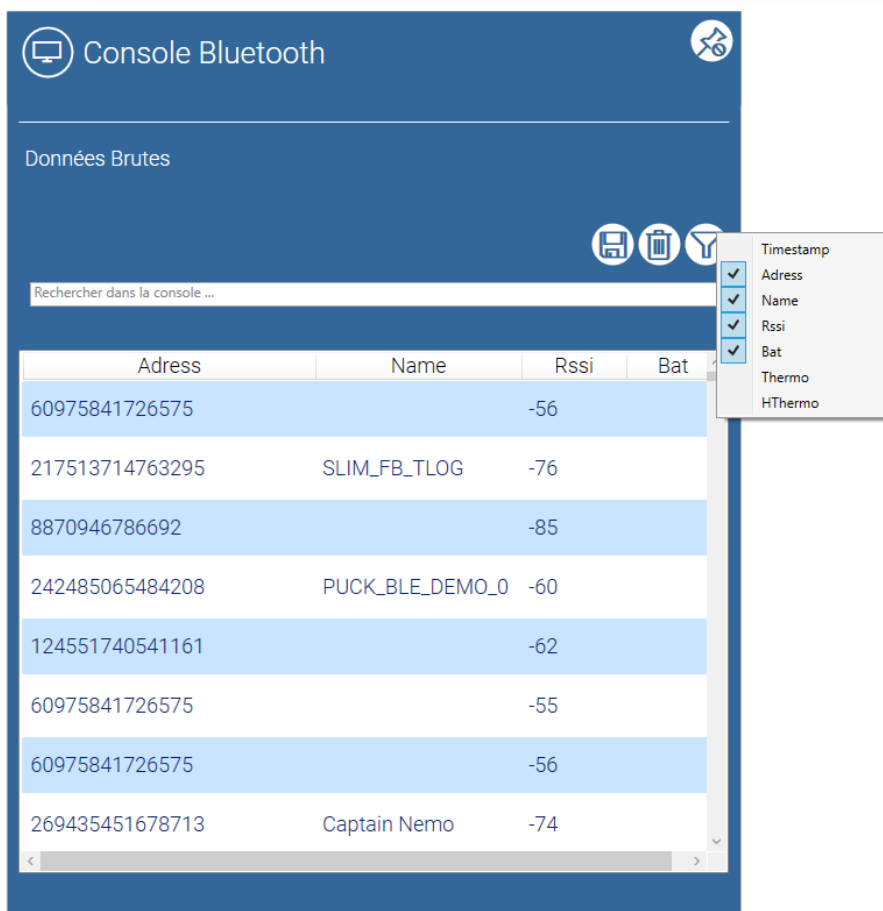 Console Bluetooth
Données Brutes
Timestamp
Adress
Name
Rssi
Bat
Thermo
HThermo
Rechercher dans la console ...
Adress Name Rssi Bat
60975841726575 -56
217513714763295 SLIM_FB_TLOG -76
8870946786692 -85
242485065484208 PUCK_BLE_DEMO_0 -60
124551740541161 -62
60975841726575 -55
60975841726575 -56
269435451678713 Captain Nemo -74